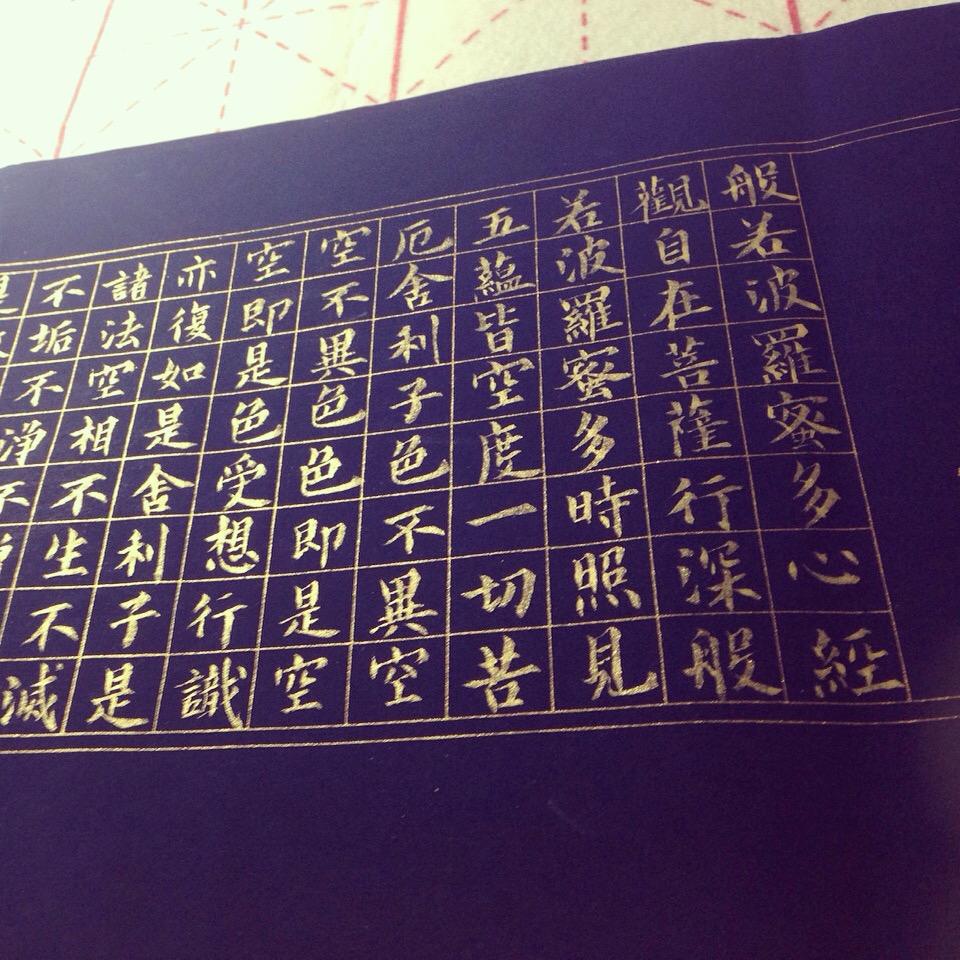 般若波羅蜜多心經
觀自在菩薩行深般
若波羅蜜多時照見
五蘊皆空度一切苦
厄舍利子色不異空
空不異色色即是空
空即是色受想行識
亦復如是舍利子是
諸法空相不生不滅
不垢不淨不